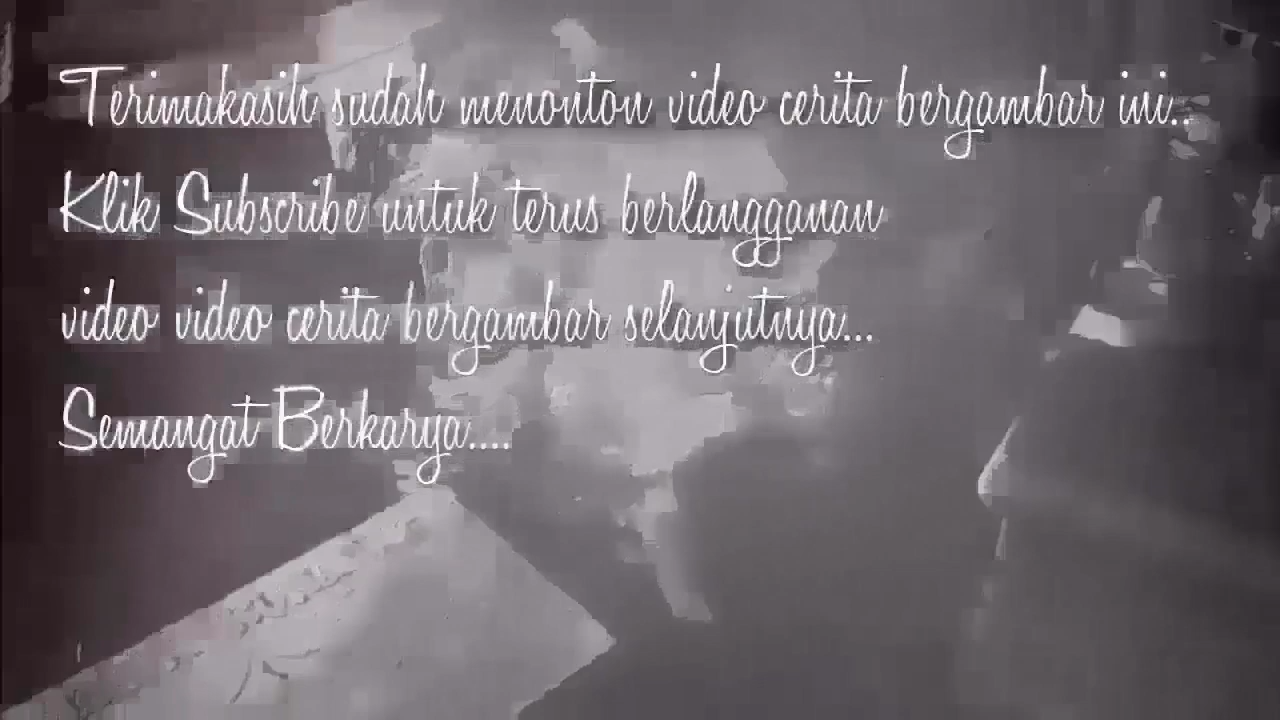 Terimakasih sudah menonton video cerita bergambar ini..
Klik Subscribe untuk terus berlangganan
video video cerita bergambar selanjutnya...
Semangat Berkarya....